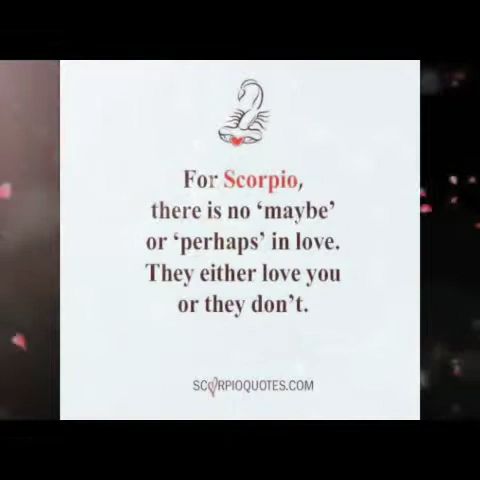 For Scorpio,
there is no ‘maybe’
or ‘perhaps’ in love.
They either love you
or they don’t.
SCORPIOQUOTES.COM